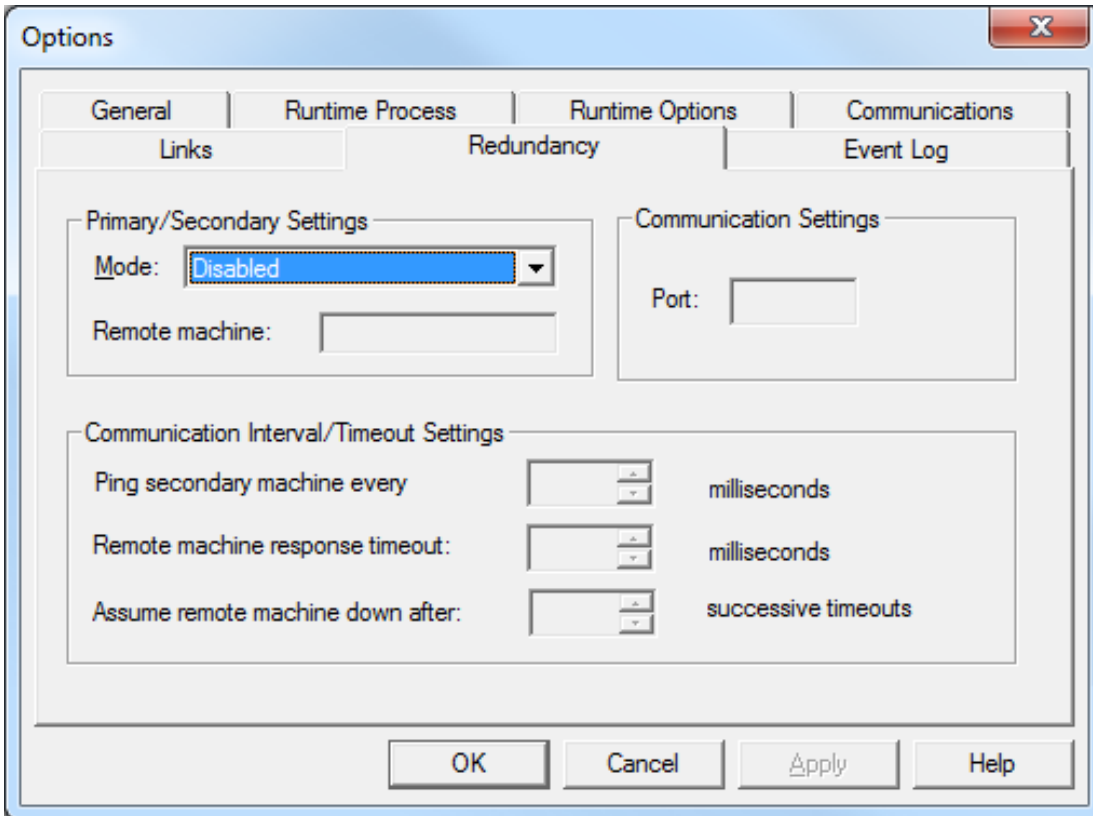 Options
General
Runtime Process
Runtime Options
Communications
Links
Redundancy
Event Log
Primary/Secondary Settings
Mode: Disabled
Remote machine:
Communication Settings
Port:
Communication Interval/Timeout Settings
Ping secondary machine every milliseconds
Remote machine response timeout: milliseconds
Assume remote machine down after: successive timeouts
OK
Cancel
Apply
Help